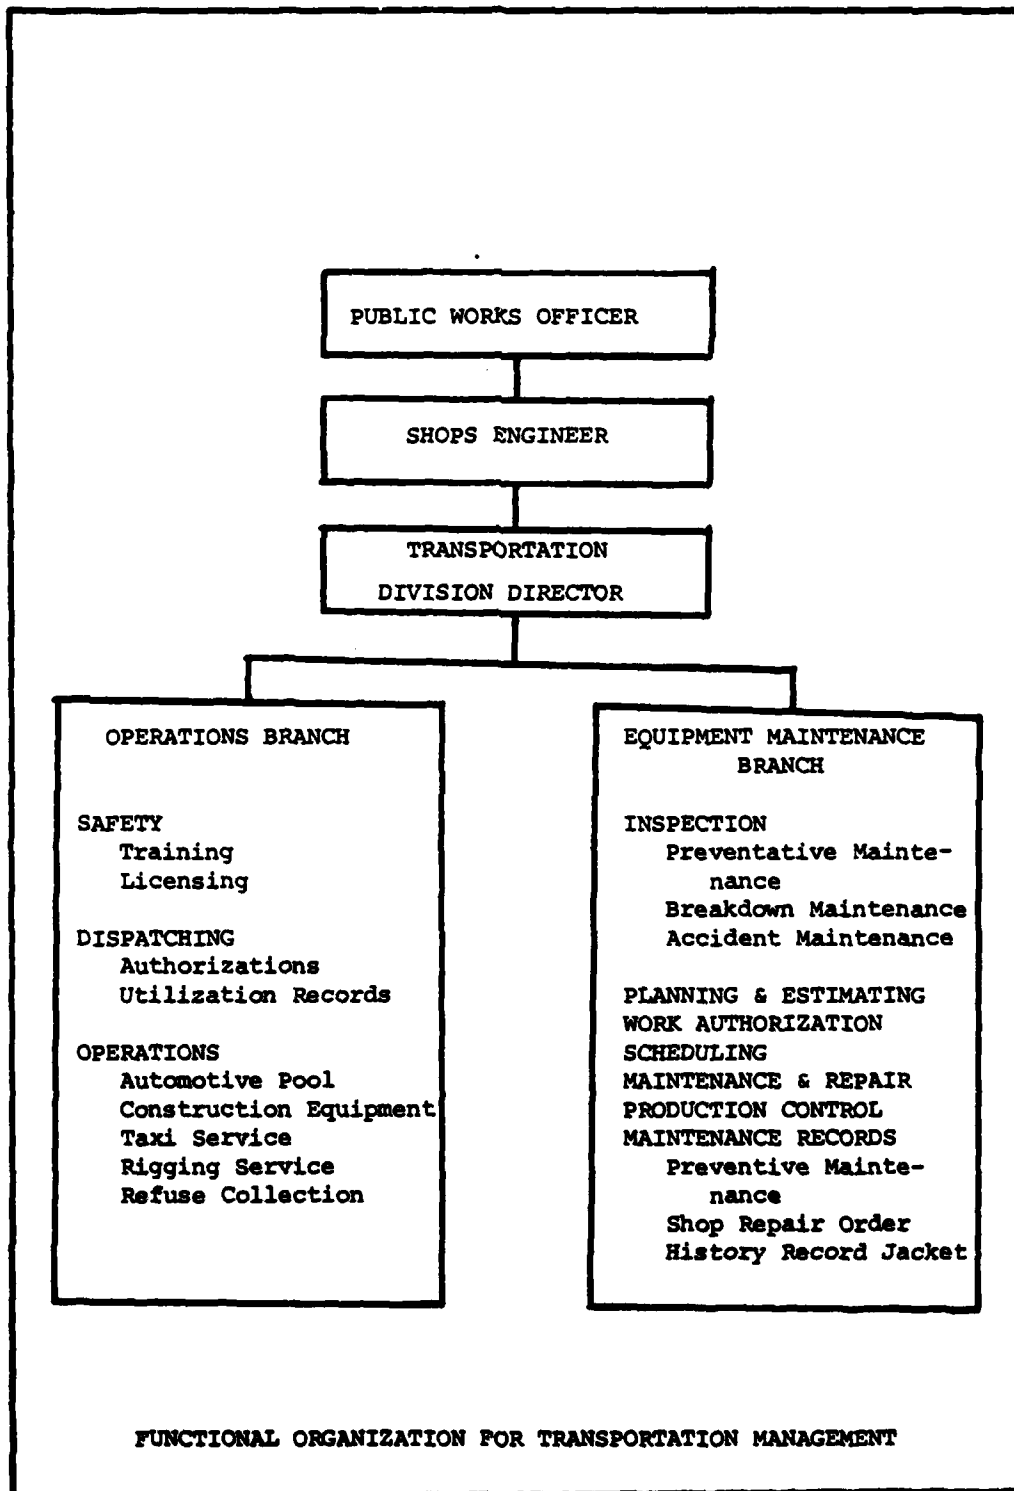 PUBLIC WORKS OFFICER
SHOPS ENGINEER
TRANSPORTATION
DIVISION DIRECTOR
OPERATIONS BRANCH
SAFETY
Training
Licensing
DISPATCHING
Authorizations
Utilization Records
OPERATIONS
Automotive Pool
Construction Equipment
Taxi Service
Rigging Service
Refuse Collection
EQUIPMENT MAINTENANCE
BRANCH
INSPECTION
Preventative Mainte-
nance
Breakdown Maintenance
Accident Maintenance
PLANNING & ESTIMATING
WORK AUTHORIZATION
SCHEDULING
MAINTENANCE & REPAIR
PRODUCTION CONTROL
MAINTENANCE RECORDS
Preventive Mainte-
nance
Shop Repair Order
History Record Jacket
FUNCTIONAL ORGANIZATION FOR TRANSPORTATION MANAGEMENT